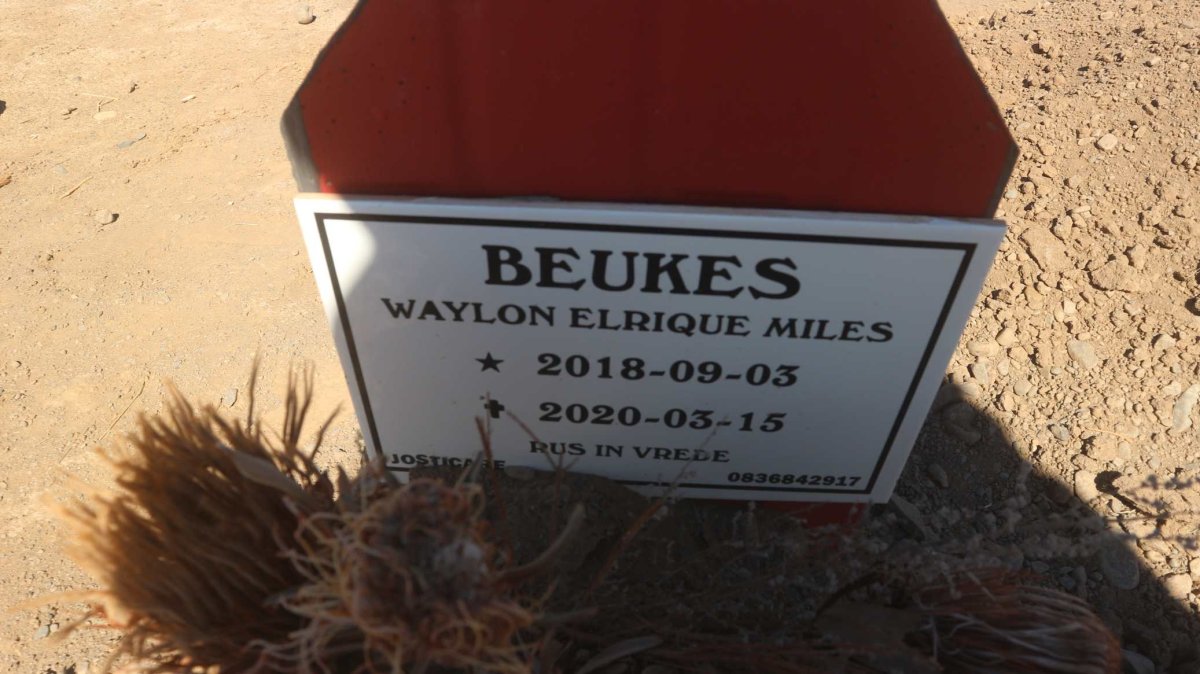 BEUKES
WAYLON ELRIQUE MILES
★ 2018-09-03
✝ 2020-03-15
RUS IN VREDE
0836842917